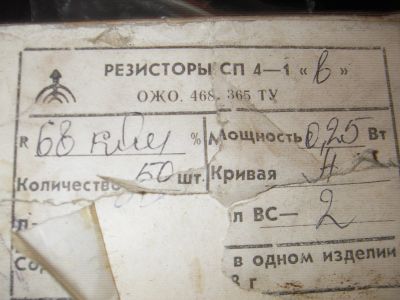 РЕЗИСТОРЫ СП 4—1 «в»
ОЖО. 468. 365 ТУ
R 68 ком % Мощность 0,25 Вт
Количество 50 шт. Кривая А
л ВС— 2
в одном изделии
г